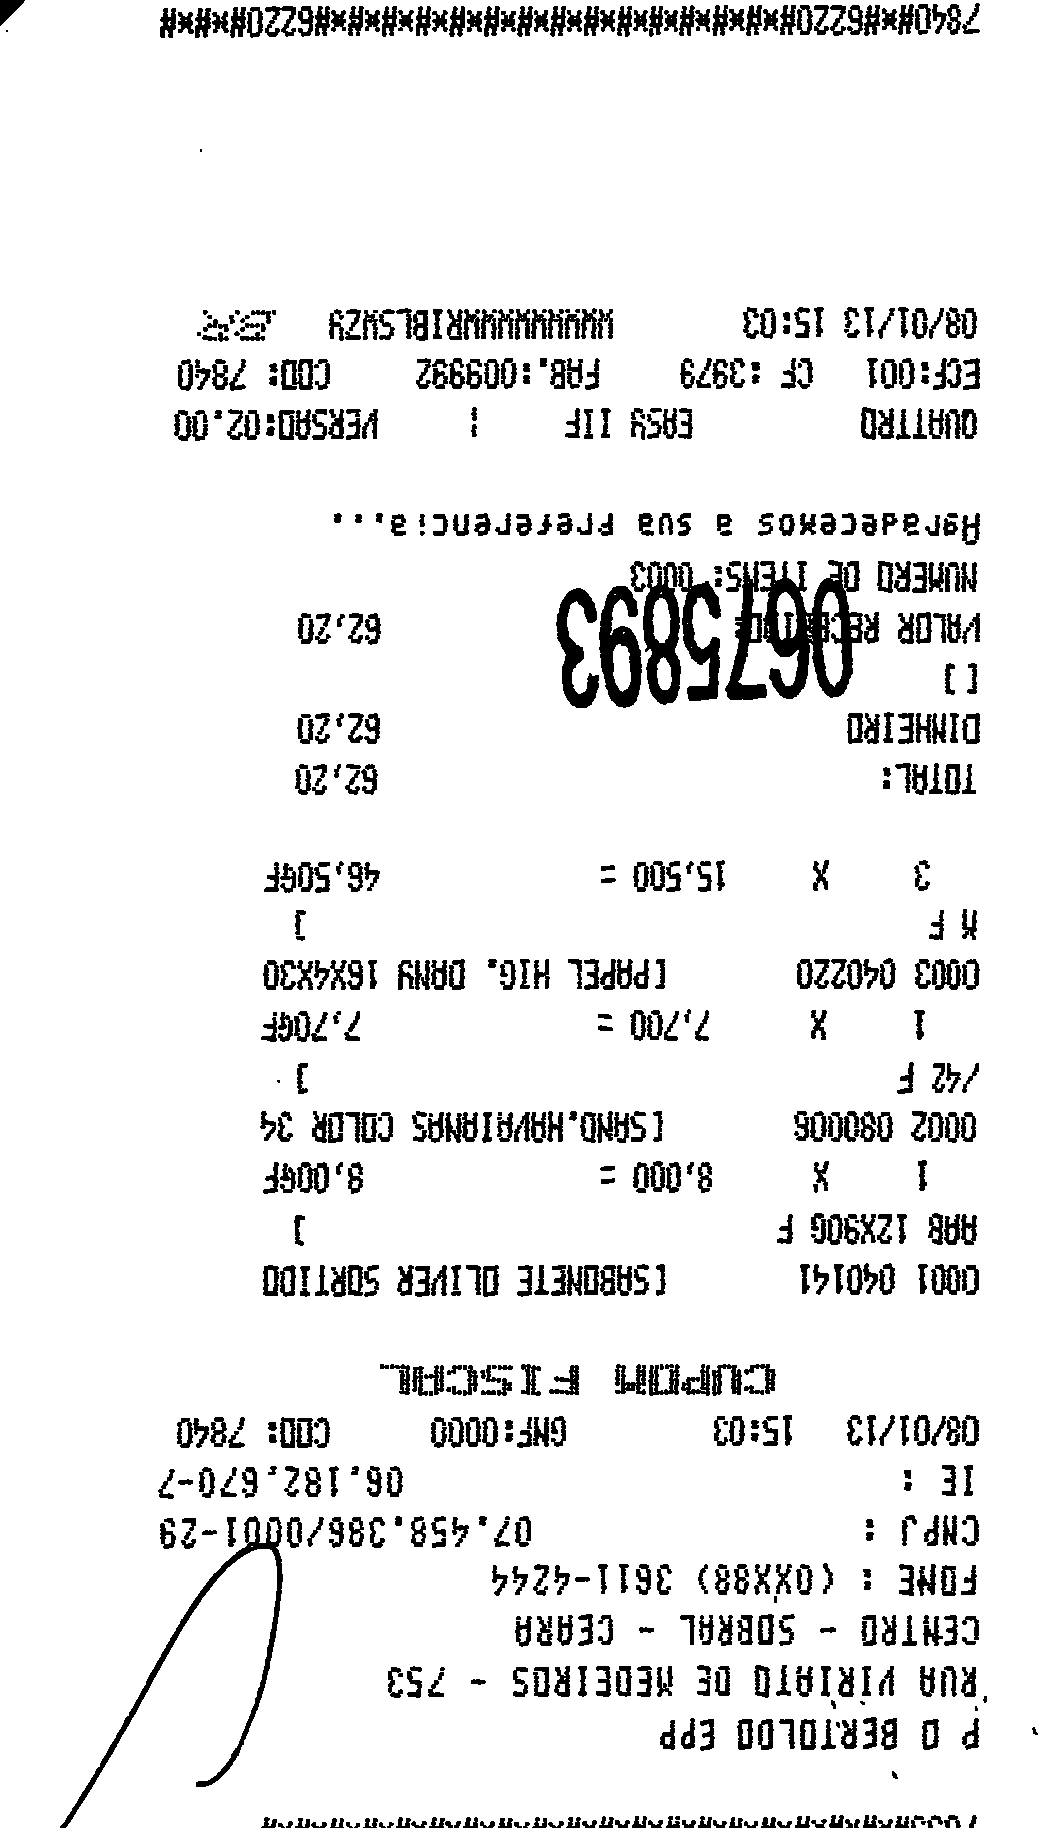 P O BERTOLDO EPP
RUA VIRIATO DE MEDEIROS - 753
CENTRO - SOBRAL - CEARA
FONE : (0XX88) 3611-4244
CNPJ : 07.458.386/0001-29
IE : 06.182.670-7
08/01/13 15:03 GNF:0000 COO: 7840
CUPOM FISCAL
0001 040141 [SABONETE OLIVER SORTIDO
AAB 12X90G F ]
1 X 8,000 = 8,00GF
0002 080006 [SAND.HAVAIANAS COLOR 34
/42 F ]
1 X 7,700 = 7,70GF
0003 040220 [PAPEL HIG. DANY 16X4X30
M F ]
3 X 15,500 = 46,50GF
TOTAL: 62,20
DINHEIRO 62,20
[ ]
VALOR RECEBIDO: 62,20
0675893
NUMERO DE ITENS: 0003
Agradecemos a sua Preferencia...
QUATTRO EASY IIF ¦ VERSAO:02.00
ECF:001 CF :3979 FAB.:009992 COO: 7840
08/01/13 15:03 WWWWWWWWWRIBLSWZY BR
7840#*#6220#*#*#*#*#*#*#*#*#*#*#*#*#6220#*#*#